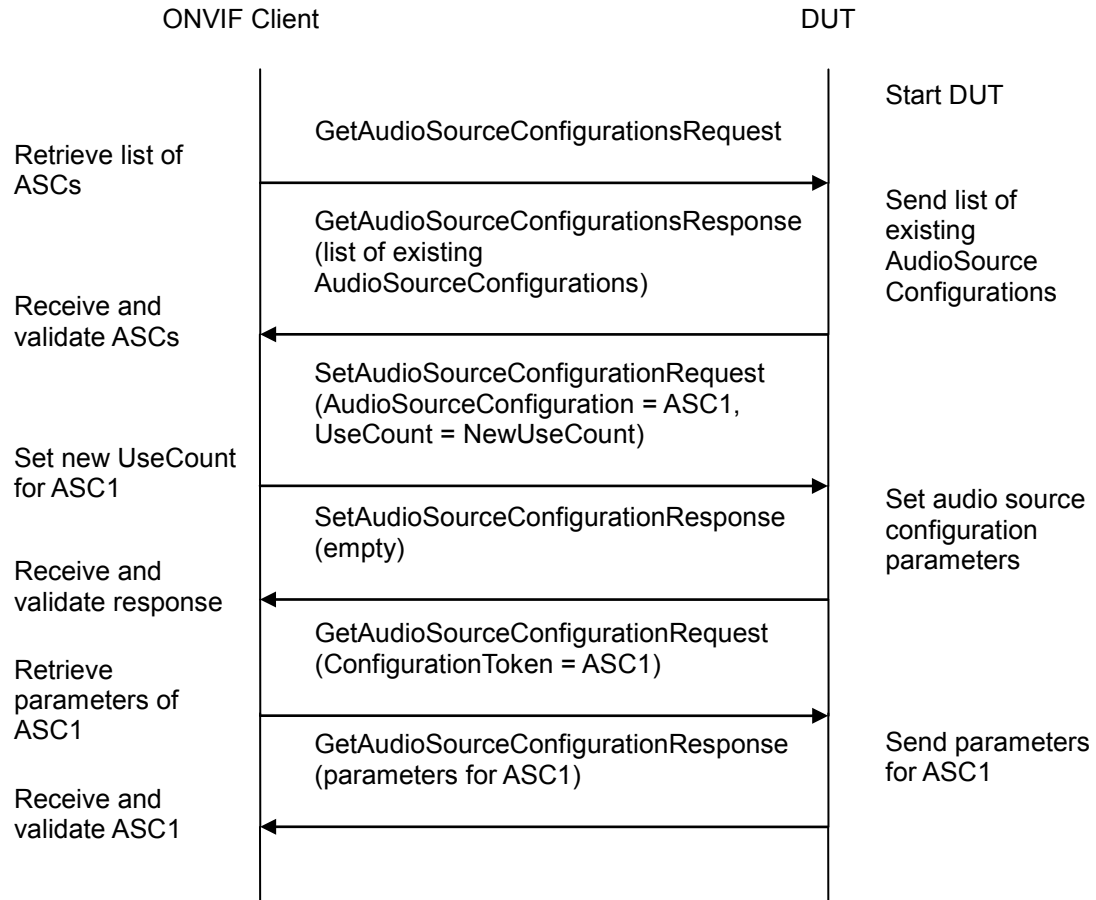 ONVIF Client
DUT
Start DUT
GetAudioSourceConfigurationsRequest
Retrieve list of
ASCs
Send list of
existing
AudioSource
Configurations
GetAudioSourceConfigurationsResponse
(list of existing
AudioSourceConfigurations)
Receive and
validate ASCs
SetAudioSourceConfigurationRequest
(AudioSourceConfiguration = ASC1,
UseCount = NewUseCount)
Set new UseCount
for ASC1
Set audio source
configuration
parameters
SetAudioSourceConfigurationResponse
(empty)
Receive and
validate response
GetAudioSourceConfigurationRequest
(ConfigurationToken = ASC1)
Retrieve
parameters of
ASC1
Send parameters
for ASC1
GetAudioSourceConfigurationResponse
(parameters for ASC1)
Receive and
validate ASC1